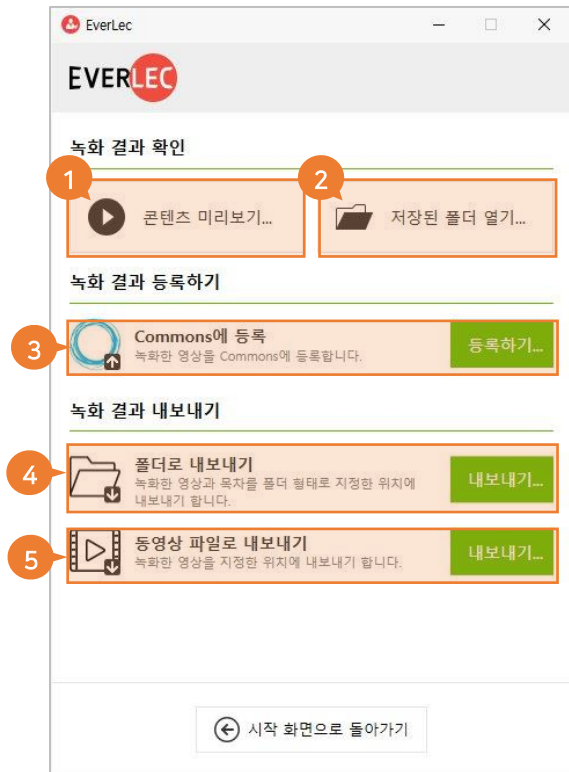 EverLec
EVERLEC
녹화 결과 확인
1
2
콘텐츠 미리보기...
저장된 폴더 열기...
녹화 결과 등록하기
3
Commons에 등록
녹화한 영상을 Commons에 등록합니다.
등록하기...
녹화 결과 내보내기
4
폴더로 내보내기
녹화한 영상과 목차를 폴더 형태로 지정한 위치에
내보내기 합니다.
내보내기...
5
동영상 파일로 내보내기
녹화한 영상을 지정한 위치에 내보내기 합니다.
내보내기...
시작 화면으로 돌아가기